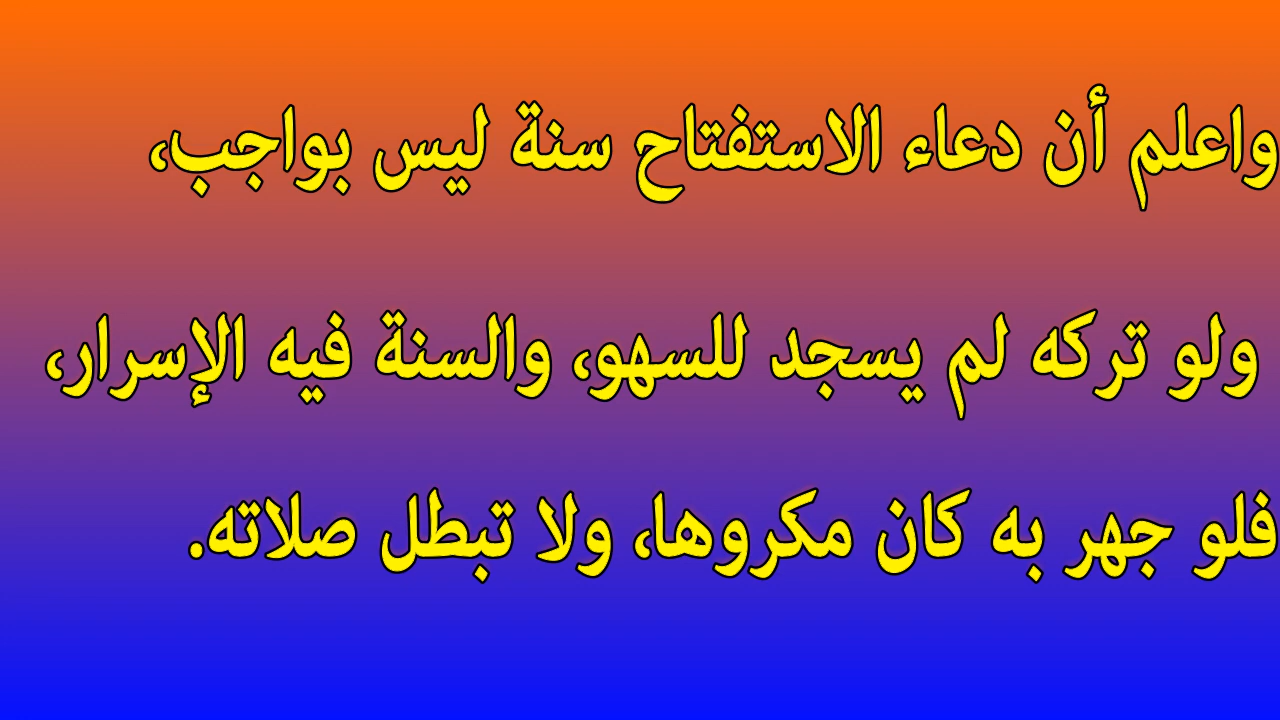 واعلم أن دعاء الاستفتاح سنة ليس بواجب،
ولو تركه لم يسجد للسهو، والسنة فيه الإسرار،
فلو جهر به كان مكروها، ولا تبطل صلاته.